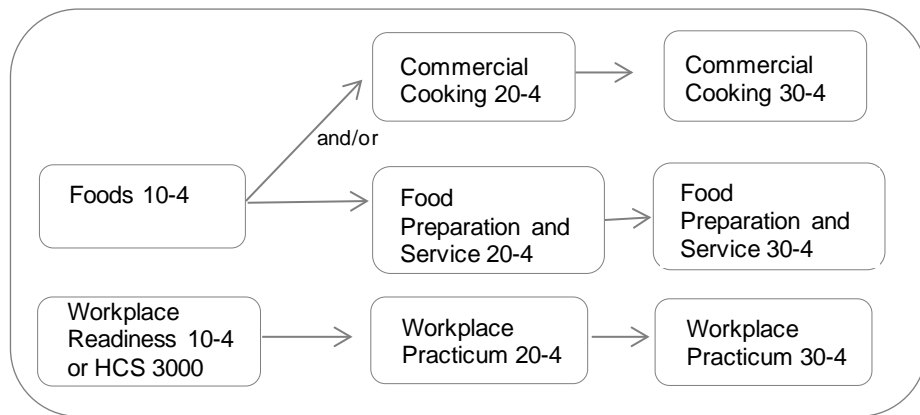 Commercial
Cooking 20-4
Commercial
Cooking 30-4
and/or
Foods 10-4
Food
Preparation and
Service 20-4
Food
Preparation and
Service 30-4
Workplace
Readiness 10-4
or HCS 3000
Workplace
Practicum 20-4
Workplace
Practicum 30-4